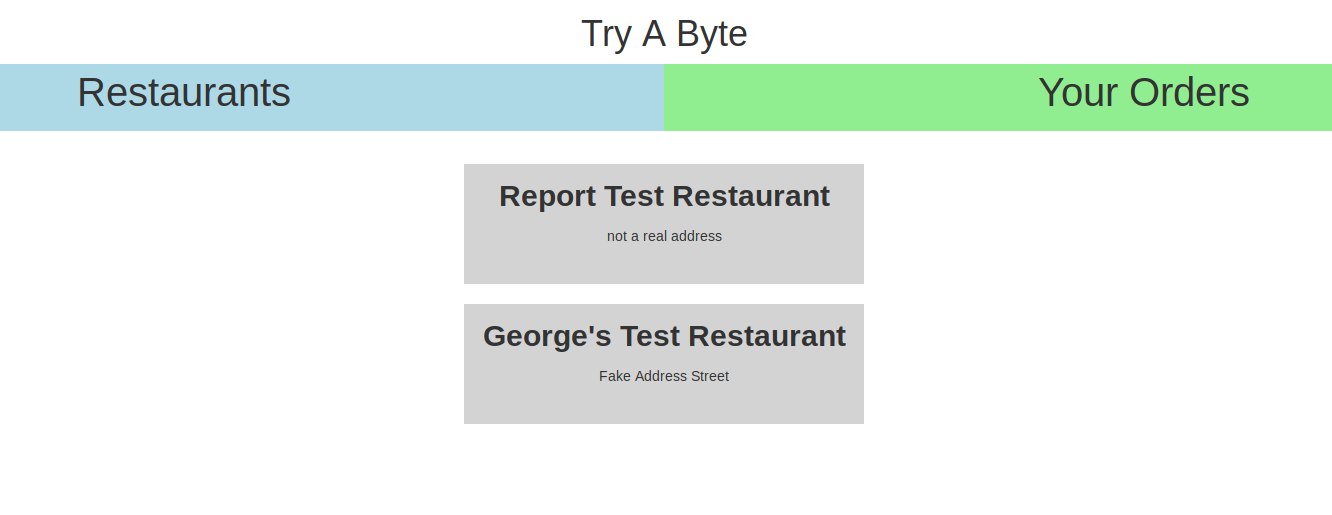 Try A Byte
Restaurants
Your Orders
Report Test Restaurant
not a real address
George's Test Restaurant
Fake Address Street